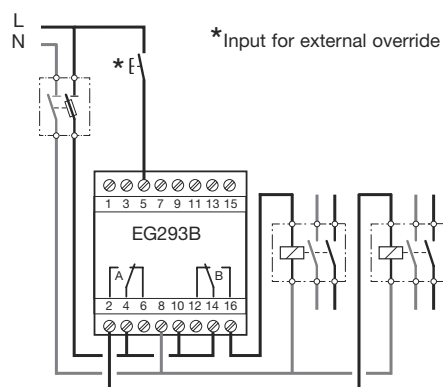 L
N
*Input for external override
*
1 3 5 7 9 11 13 15
EG293B
A B
2 4 6 8 10 12 14 16